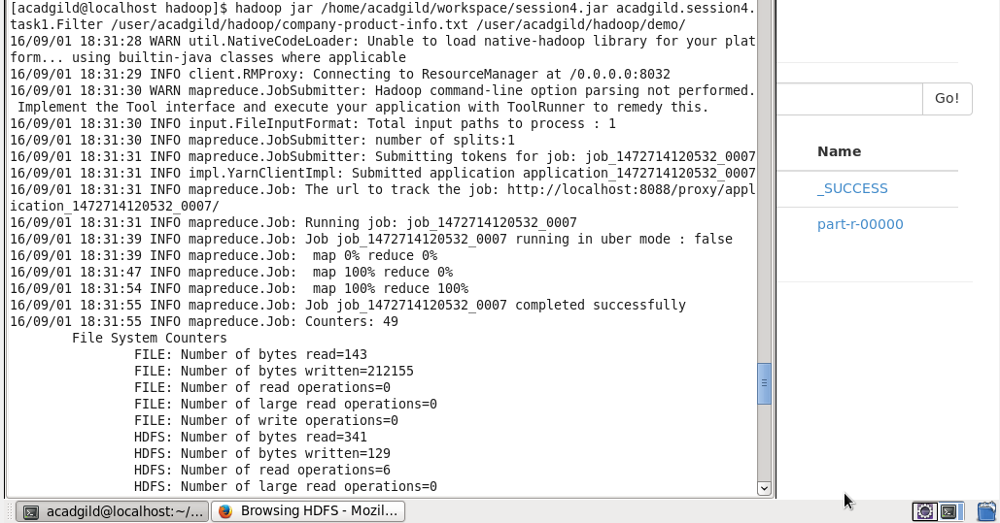 [acadgild@localhost hadoop]$ hadoop jar /home/acadgild/workspace/session4.jar acadgild.session4.
task1.Filter /user/acadgild/hadoop/company-product-info.txt /user/acadgild/hadoop/demo/
16/09/01 18:31:28 WARN util.NativeCodeLoader: Unable to load native-hadoop library for your plat
form... using builtin-java classes where applicable
16/09/01 18:31:29 INFO client.RMProxy: Connecting to ResourceManager at /0.0.0.0:8032
16/09/01 18:31:30 WARN mapreduce.JobSubmitter: Hadoop command-line option parsing not performed.
 Implement the Tool interface and execute your application with ToolRunner to remedy this.
16/09/01 18:31:30 INFO input.FileInputFormat: Total input paths to process : 1
16/09/01 18:31:30 INFO mapreduce.JobSubmitter: number of splits:1
16/09/01 18:31:31 INFO mapreduce.JobSubmitter: Submitting tokens for job: job_1472714120532_0007
16/09/01 18:31:31 INFO impl.YarnClientImpl: Submitted application application_1472714120532_0007
16/09/01 18:31:31 INFO mapreduce.Job: The url to track the job: http://localhost:8088/proxy/appl
ication_1472714120532_0007/
16/09/01 18:31:31 INFO mapreduce.Job: Running job: job_1472714120532_0007
16/09/01 18:31:39 INFO mapreduce.Job: Job job_1472714120532_0007 running in uber mode : false
16/09/01 18:31:39 INFO mapreduce.Job:  map 0% reduce 0%
16/09/01 18:31:47 INFO mapreduce.Job:  map 100% reduce 0%
16/09/01 18:31:54 INFO mapreduce.Job:  map 100% reduce 100%
16/09/01 18:31:55 INFO mapreduce.Job: Job job_1472714120532_0007 completed successfully
16/09/01 18:31:55 INFO mapreduce.Job: Counters: 49
        File System Counters
                FILE: Number of bytes read=143
                FILE: Number of bytes written=212155
                FILE: Number of read operations=0
                FILE: Number of large read operations=0
                FILE: Number of write operations=0
                HDFS: Number of bytes read=341
                HDFS: Number of bytes written=129
                HDFS: Number of read operations=6
                HDFS: Number of large read operations=0
Go!
Name
_SUCCESS
part-r-00000
acadgild@localhost:~/...
Browsing HDFS - Mozil...